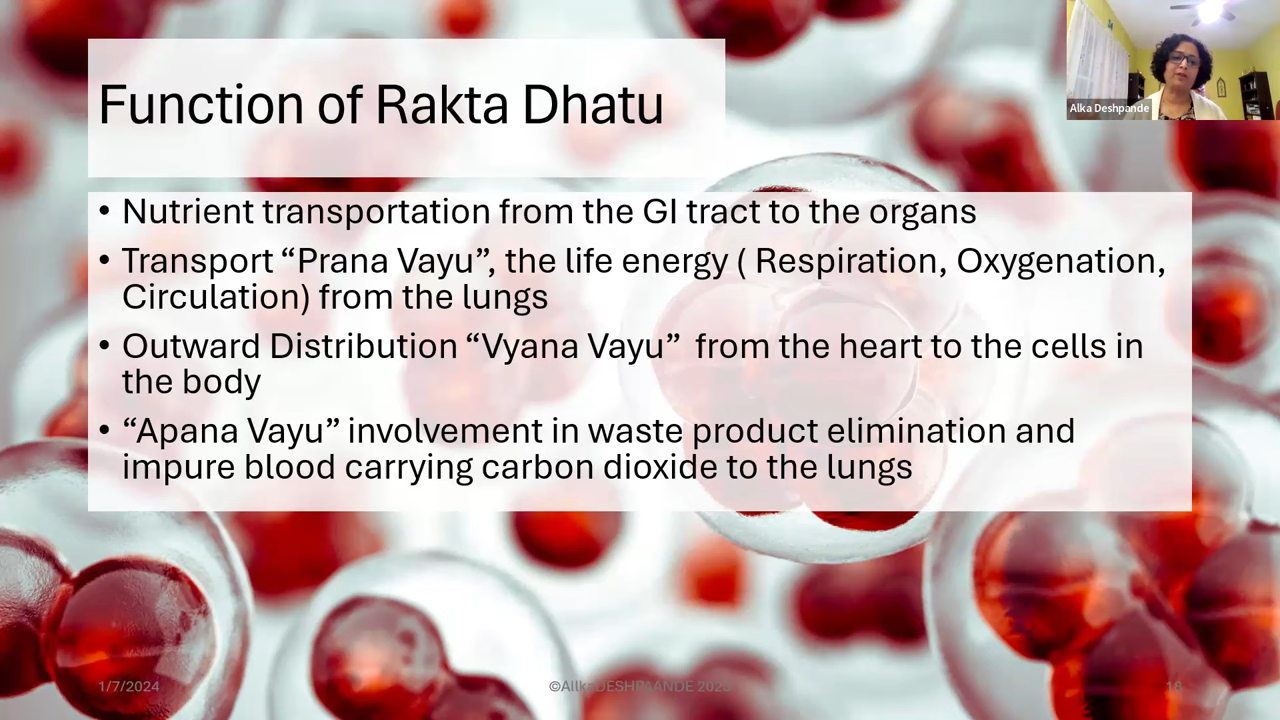 Function of Rakta Dhatu
Alka Deshpande
• Nutrient transportation from the GI tract to the organs
• Transport “Prana Vayu”, the life energy ( Respiration, Oxygenation,
Circulation) from the lungs
• Outward Distribution “Vyana Vayu” from the heart to the cells in
the body
• “Apana Vayu” involvement in waste product elimination and
impure blood carrying carbon dioxide to the lungs
1/7/2024
18